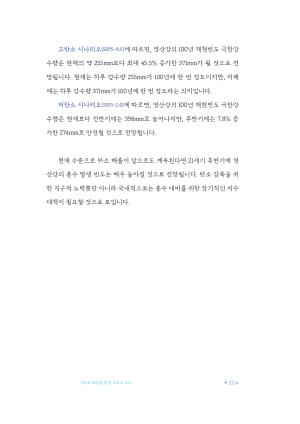 고탄소 시나리오(SSP5-8.5)에 따르면, 영산강의 100년 재현빈도 극한강
수량은 현재의 약 255mm보다 최대 45.5% 증가한 371mm가 될 것으로 전
망됩니다. 현재는 하루 강수량 255mm가 100년에 한 번 정도이지만, 미래
에는 하루 강수량 371mm가 100년에 한 번 정도라는 의미입니다.
저탄소 시나리오(SSP1-2.6)에 따르면, 영산강의 100년 재현빈도 극한강
수량은 현재보다 전반기에는 398mm로 늘어나지만, 후반기에는 7.8% 증
가한 274mm로 안정될 것으로 전망됩니다.
현재 수준으로 탄소 배출이 앞으로도 계속된다면 21세기 후반기에 영
산강의 홍수 발생 빈도는 매우 높아질 것으로 전망됩니다. 탄소 감축을 위
한 지구적 노력뿐만 아니라 국내적으로는 홍수 대비를 위한 장기적인 치수
대책이 필요할 것으로 보입니다.
204